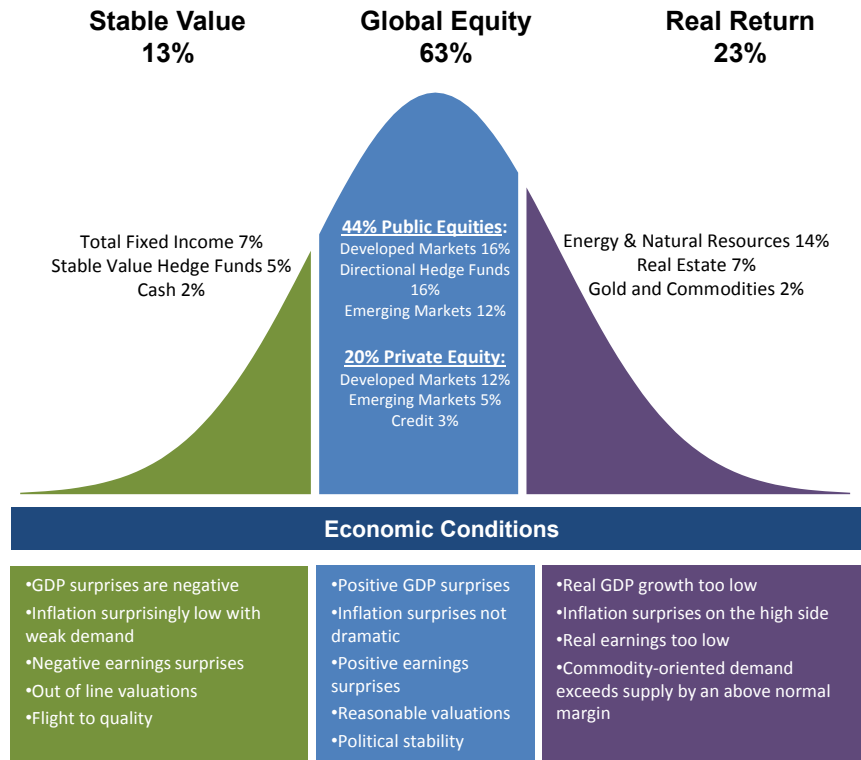 Stable Value
13%
Global Equity
63%
Real Return
23%
Total Fixed Income 7%
Stable Value Hedge Funds 5%
Cash 2%
44% Public Equities:
Developed Markets 16%
Directional Hedge Funds
16%
Emerging Markets 12%
20% Private Equity:
Developed Markets 12%
Emerging Markets 5%
Credit 3%
Energy & Natural Resources 14%
Real Estate 7%
Gold and Commodities 2%
Economic Conditions
•GDP surprises are negative
•Inflation surprisingly low with
weak demand
•Negative earnings surprises
•Out of line valuations
•Flight to quality
•Positive GDP surprises
•Inflation surprises not
dramatic
•Positive earnings
surprises
•Reasonable valuations
•Political stability
•Real GDP growth too low
•Inflation surprises on the high side
•Real earnings too low
•Commodity-oriented demand
exceeds supply by an above normal
margin